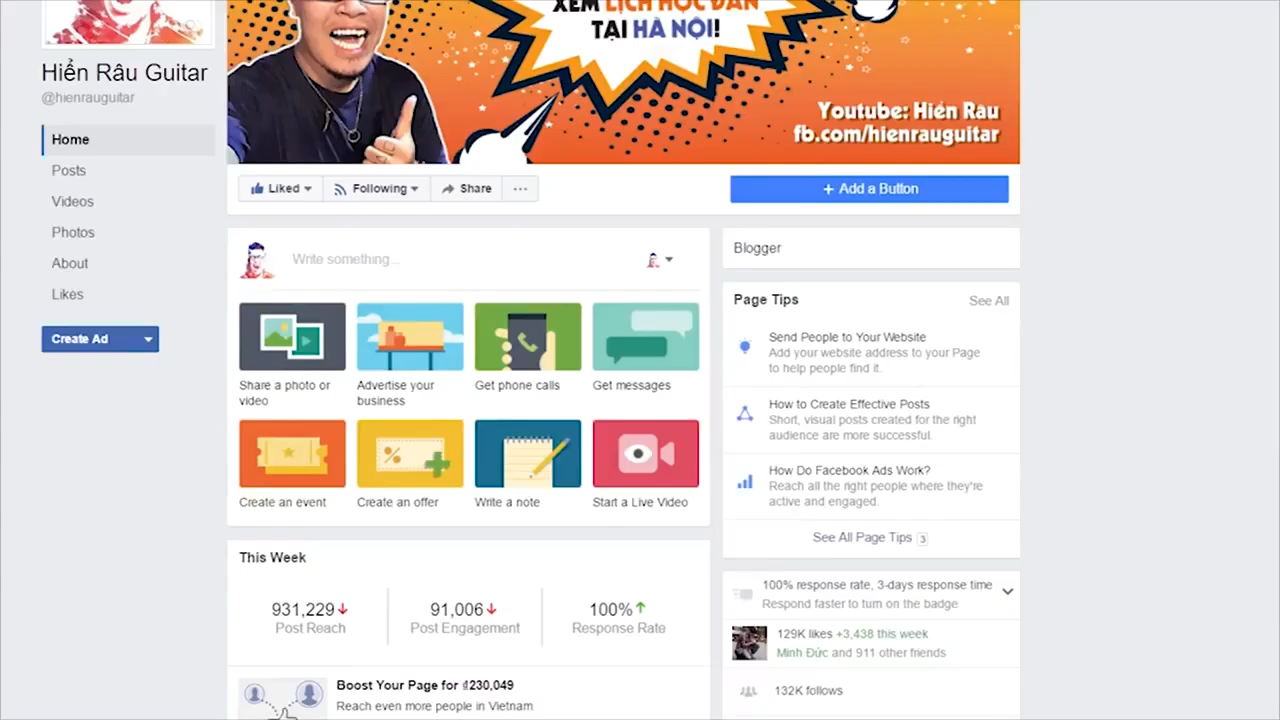 XEM LỊCH HỌC ĐÀN
TẠI HÀ NỘI!
Youtube: Hiển Râu
fb.com/hienrauguitar
Hiển Râu Guitar
@hienrauguitar
Home
Posts
Videos
Photos
About
Likes
Create Ad
Liked
Following
Share
...
+ Add a Button
Write something...
Share a photo or
video
Advertise your
business
Get phone calls
Get messages
Create an event
Create an offer
Write a note
Start a Live Video
This Week
931,229
Post Reach
91,006
Post Engagement
100%
Response Rate
Boost Your Page for ₫230,049
Reach even more people in Vietnam
Blogger
Page Tips
See All
Send People to Your Website
Add your website address to your Page
to help people find it.
How to Create Effective Posts
Short, visual posts created for the right
audience are more successful.
How Do Facebook Ads Work?
Reach all the right people where they're
active and engaged.
See All Page Tips 3
100% response rate, 3-days response time
Respond faster to turn on the badge
129K likes +3,438 this week
Minh Đức and 911 other friends
132K follows